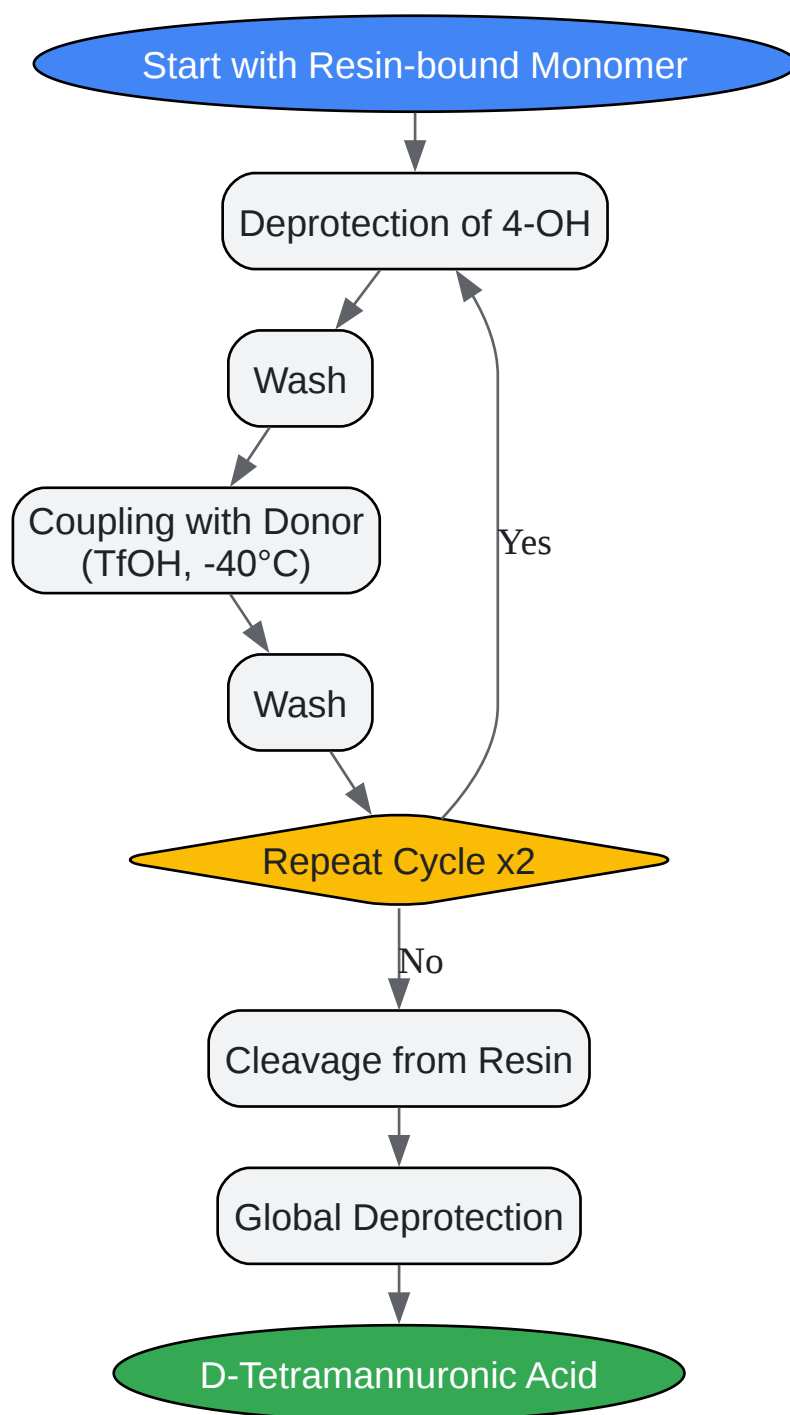 Start with Resin-bound Monomer
Deprotection of 4-OH
Wash
Coupling with Donor
(TfOH, -40°C)
Yes
Wash
Repeat Cycle x2
No
Cleavage from Resin
Global Deprotection
D-Tetramannuronic Acid